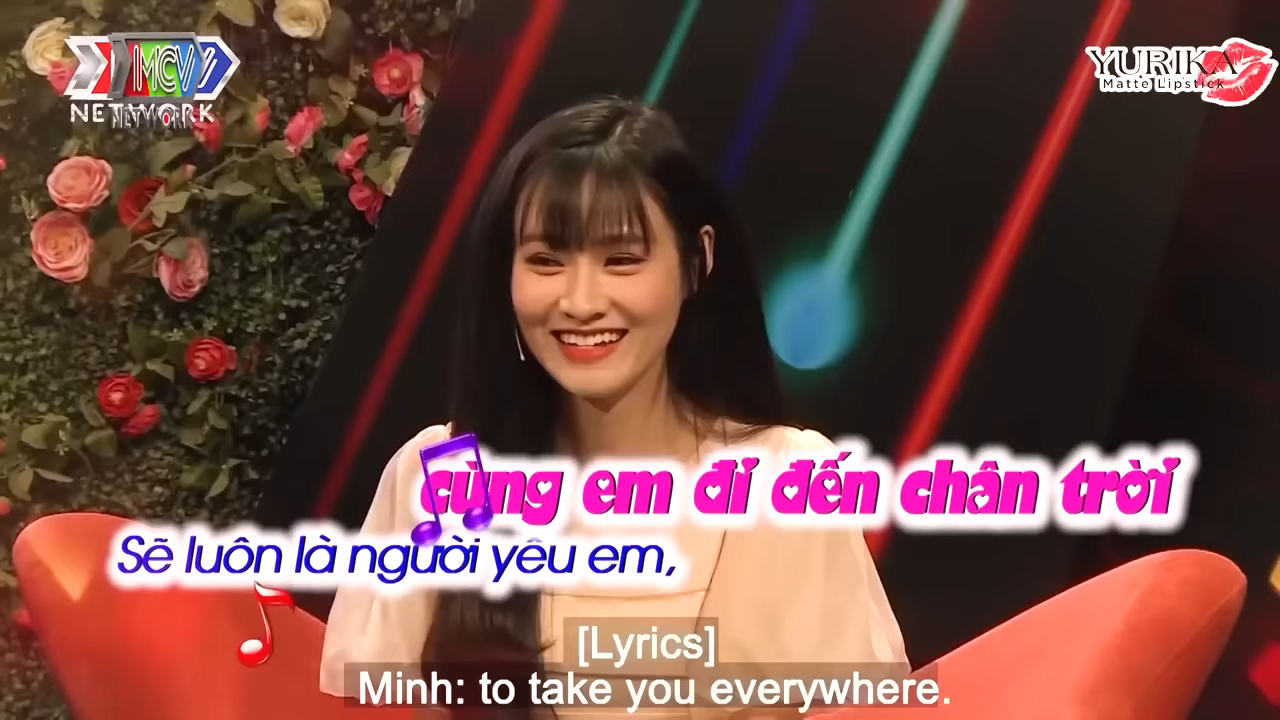 MCV
NETWORK
NETWORK
YURIKA
Matte Lipstick
cùng em đi đến chân trời
Sẽ luôn là người yêu em,
[Lyrics]
Minh: to take you everywhere.